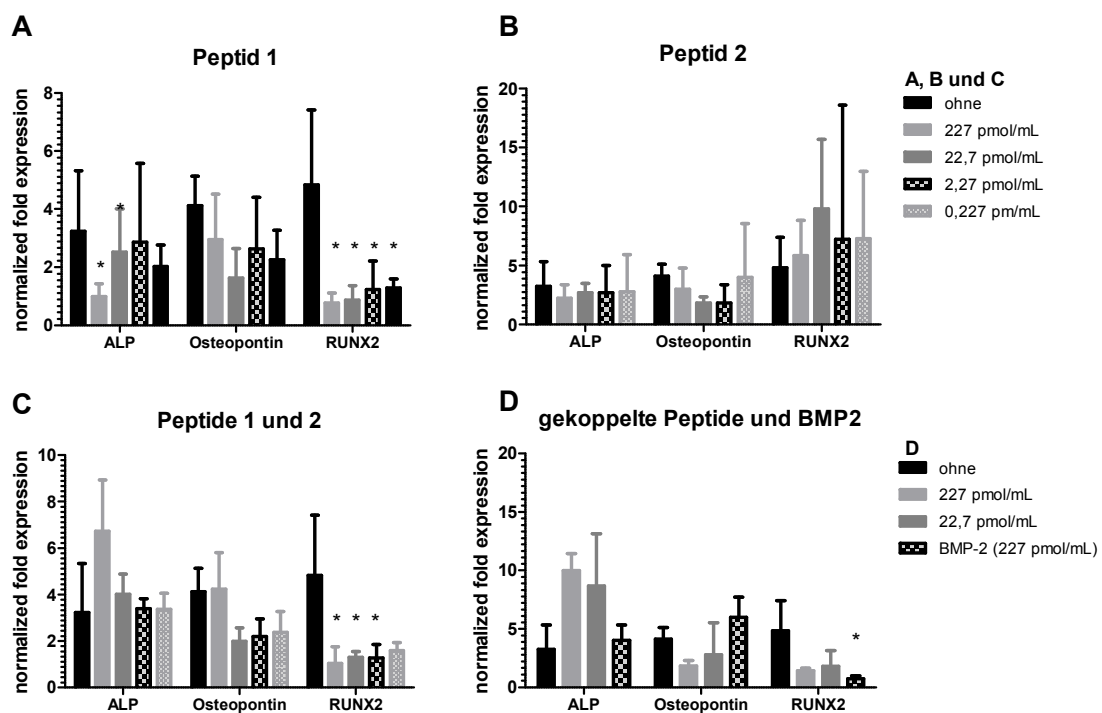 A
Peptid 1
normalized fold expression
8
6
4
2
0
*
*
* * * *
ALP Osteopontin RUNX2
B
Peptid 2
normalized fold expression
20
15
10
5
0
ALP Osteopontin RUNX2
A, B und C
ohne
227 pmol/mL
22,7 pmol/mL
2,27 pmol/mL
0,227 pm/mL
C
Peptide 1 und 2
normalized fold expression
10
8
6
4
2
0
* * *
ALP Osteopontin RUNX2
D
gekoppelte Peptide und BMP2
normalized fold expression
20
15
10
5
0
*
ALP Osteopontin RUNX2
D
ohne
227 pmol/mL
22,7 pmol/mL
BMP-2 (227 pmol/mL)